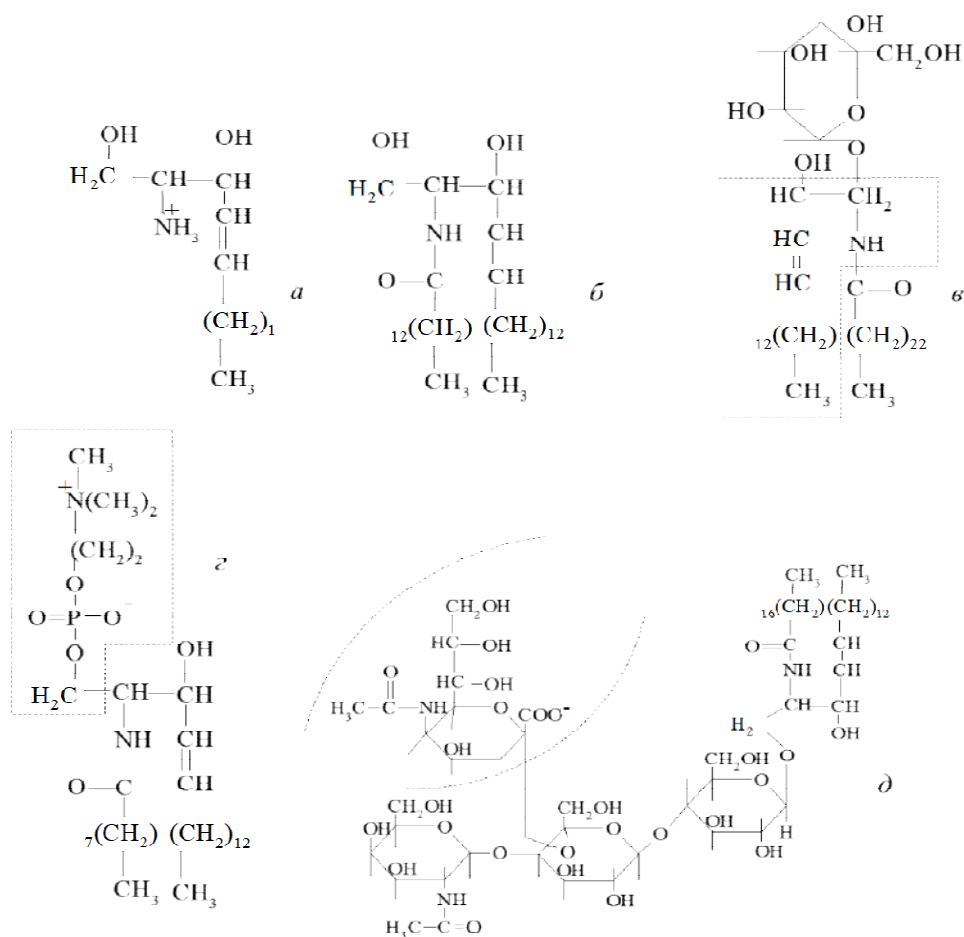 OH OH
H₂C CH CH
NH₃ + CH
CH
(CH₂)₁
CH₃
а
OH OH
H₂C CH CH
NH CH
O C CH
₁₂(CH₂) (CH₂)₁₂
CH₃ CH₃
б
OH
OH CH₂OH
OH
HO O
O
OH
HC CH₂
HC NH
HC C O
₁₂(CH₂) (CH₂)₂₂
CH₃ CH₃
в
CH₃
+
N(CH₃)₂
(CH₂)₂
O
O=P–O⁻
O OH
H₂C CH CH
NH CH
O C CH
₇(CH₂) (CH₂)₁₂
CH₃ CH₃
г
CH₃ CH₃
₁₆(CH₂)(CH₂)₁₂
O=C CH
NH CH
CH
H₂ OH
O
CH₂OH
HC–OH
O HC–OH
H₃C C NH O COO⁻
OH
CH₂OH O
OH H
OH
OH
CH₂OH CH₂OH
OH O O O O
OH OH
OH
NH
H₃C–C=O
д